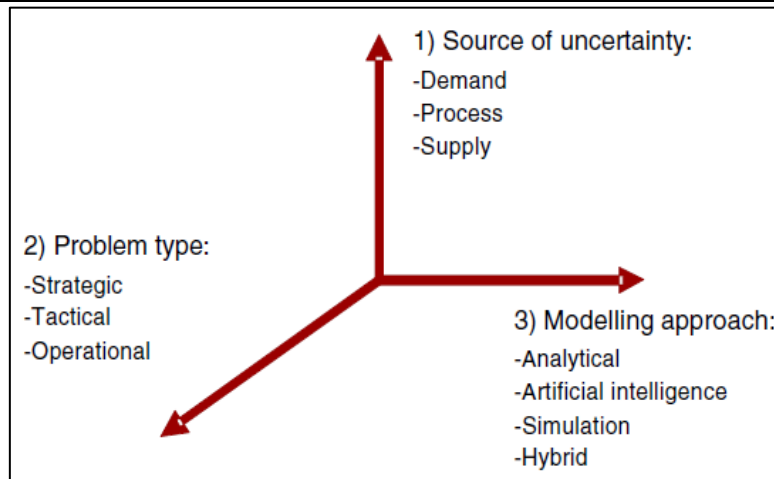 1) Source of uncertainty:
-Demand
-Process
-Supply
2) Problem type:
-Strategic
-Tactical
-Operational
3) Modelling approach:
-Analytical
-Artificial intelligence
-Simulation
-Hybrid